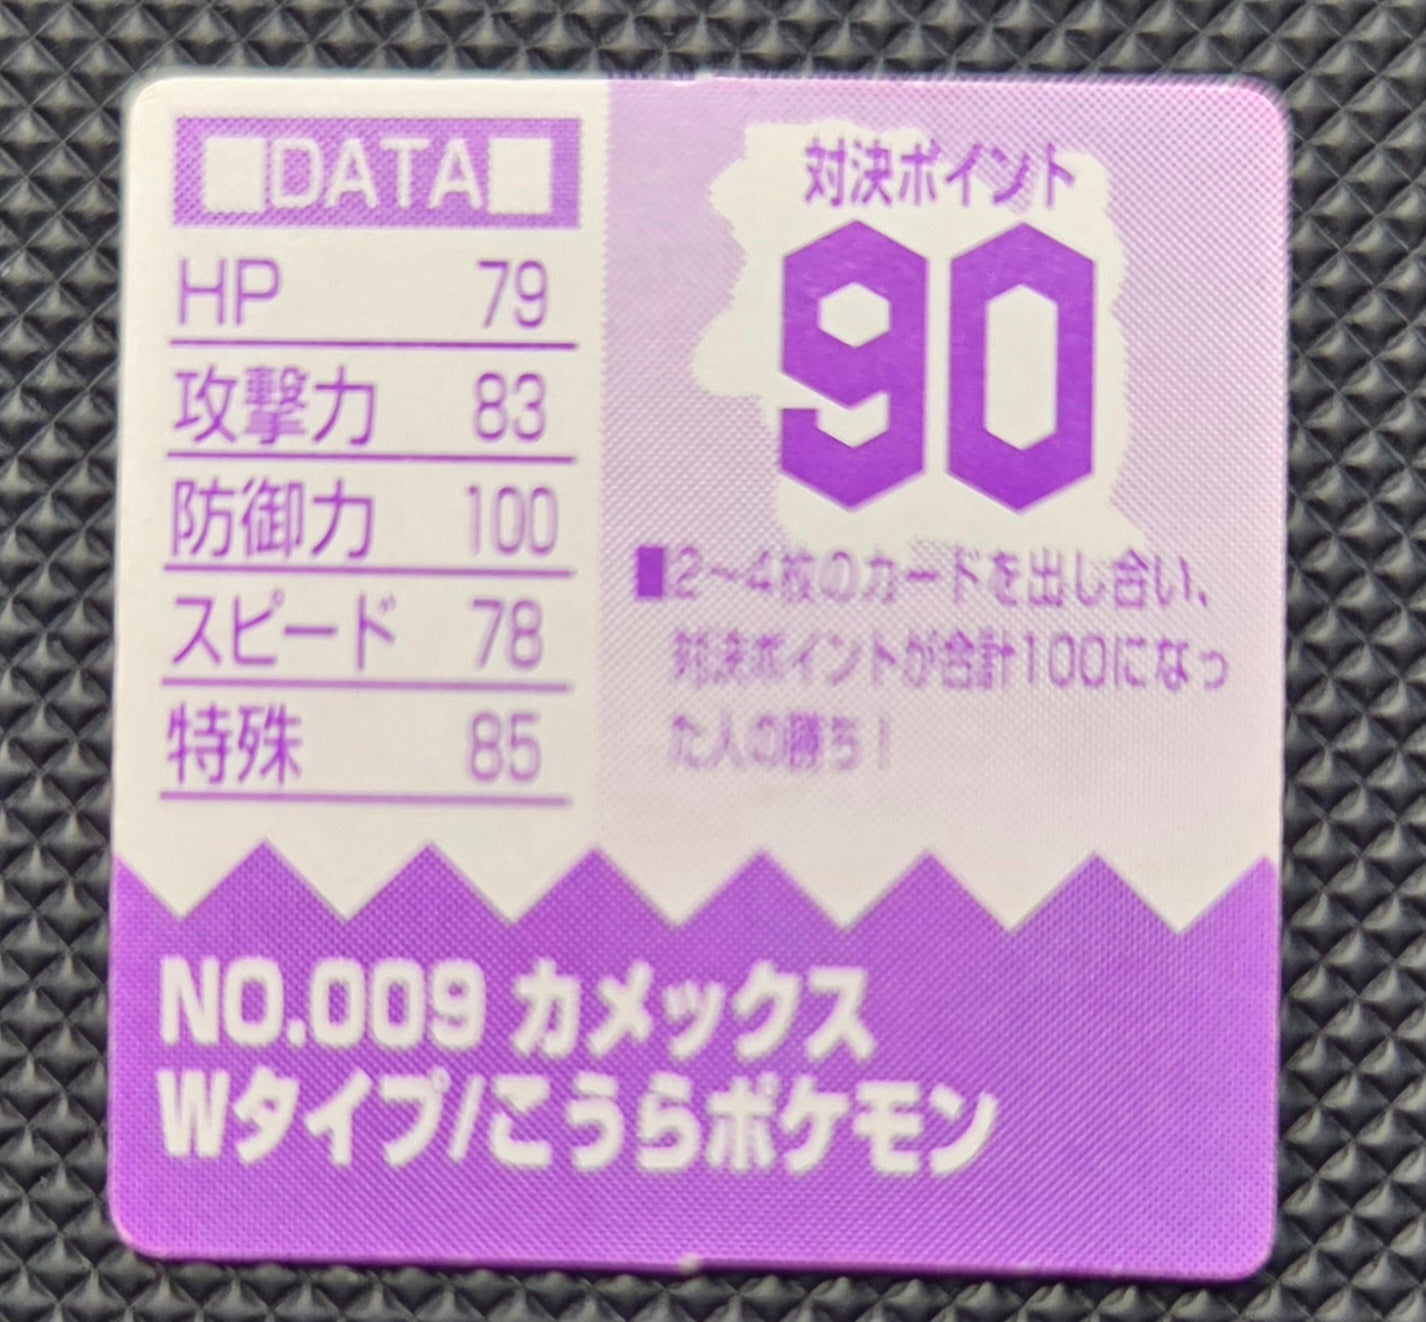 ■DATA■
HP 79
攻撃力 83
防御力 100
スピード 78
特殊 85
対決ポイント
90
■2〜4枚のカードを出し合い、
対決ポイントが合計100になっ
た人の勝ち！
NO.009 カメックス
Wタイプ/こうらポケモン